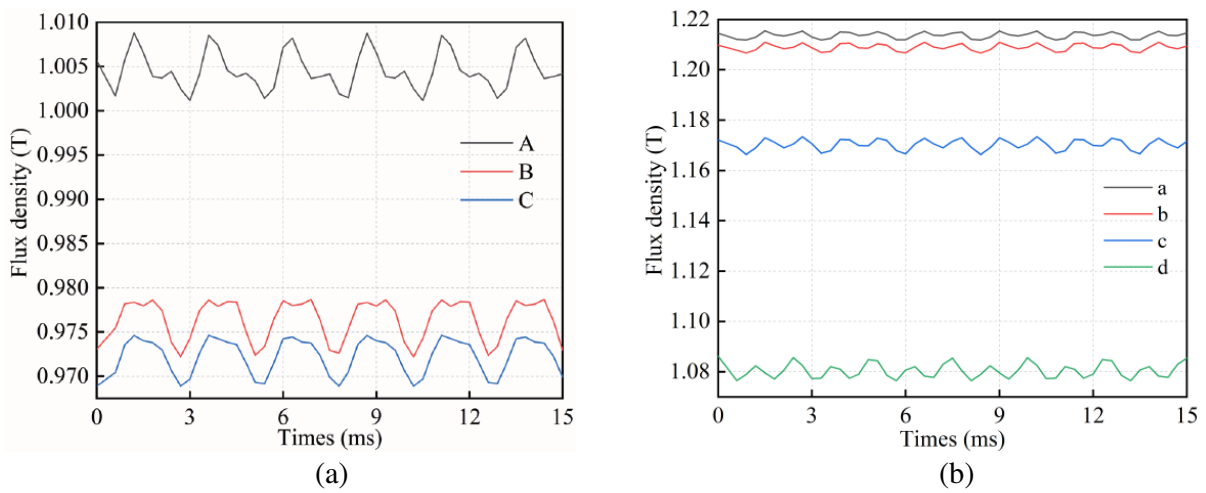 1.010
1.005
1.000
0.995
0.990
0.985
0.980
0.975
0.970
Flux density (T)
A
B
C
0
3
6
9
12
15
Times (ms)
(a)
1.22
1.20
1.18
1.16
1.14
1.12
1.10
1.08
Flux density (T)
a
b
c
d
0
3
6
9
12
15
Times (ms)
(b)